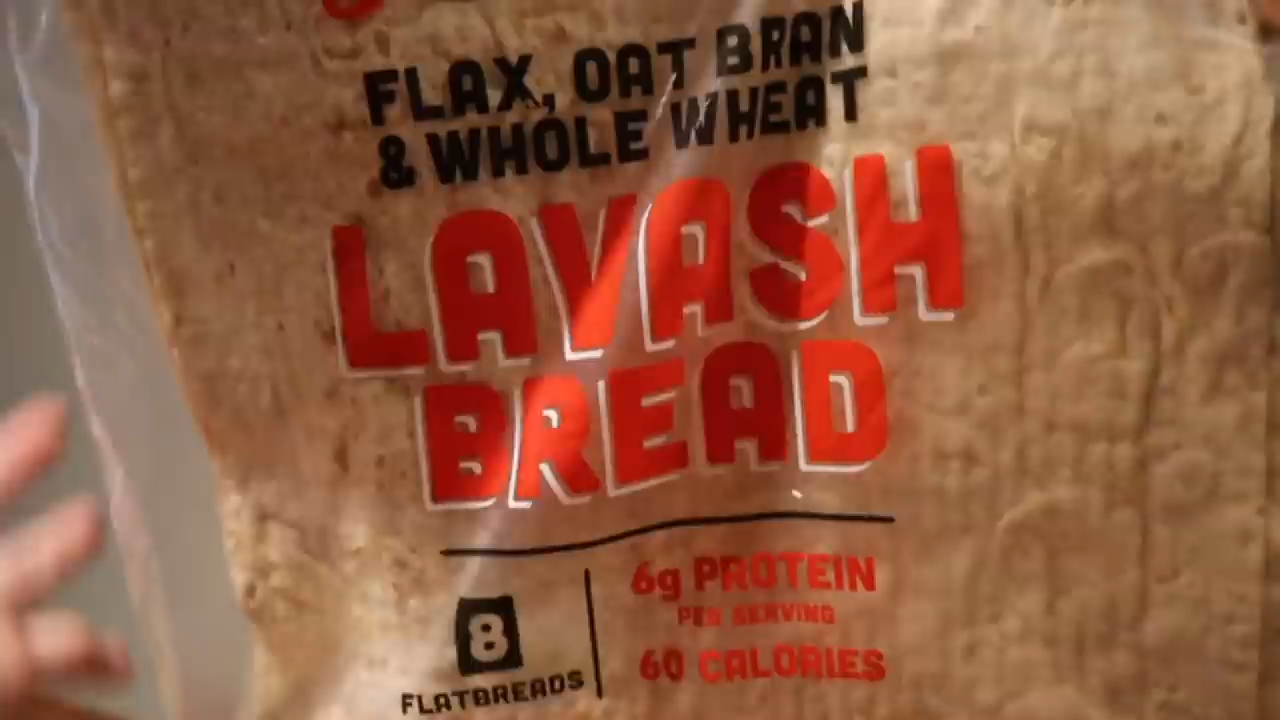 FLAX, OAT BRAN
& WHOLE WHEAT
LAVASH
BREAD
8
FLATBREADS
6g PROTEIN
PER SERVING
60 CALORIES